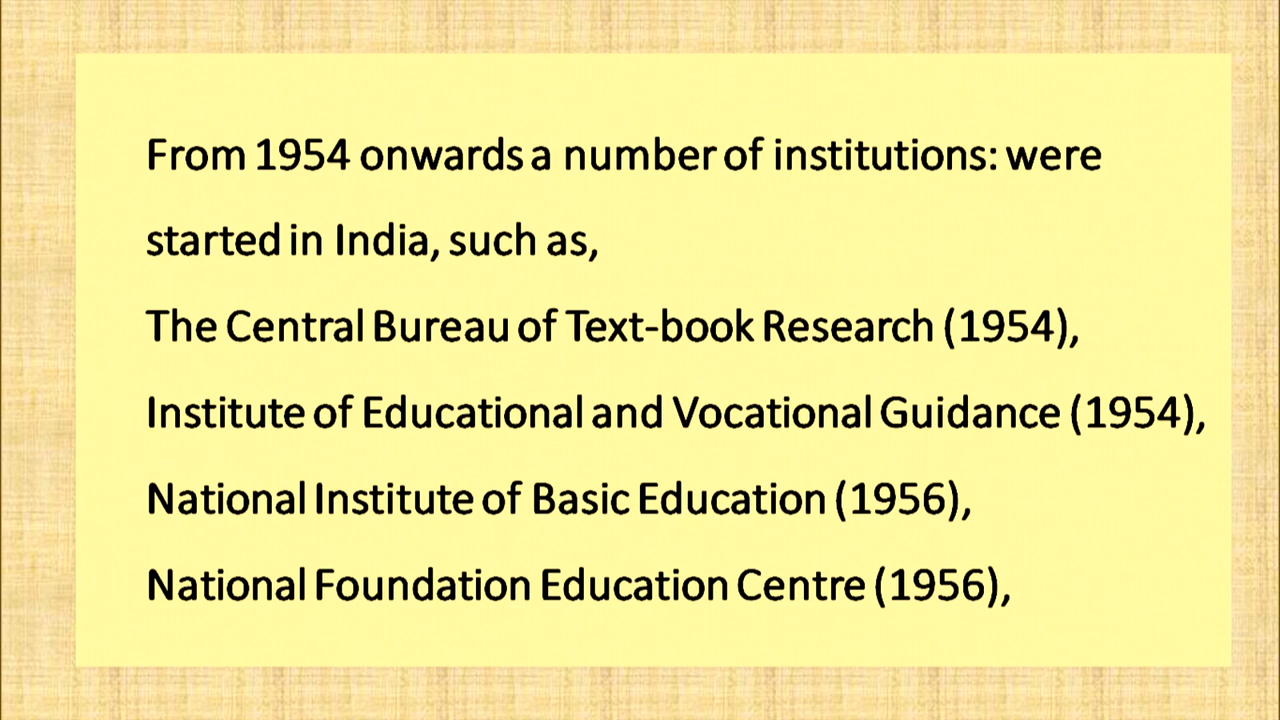 From 1954 onwards a number of institutions: were
started in India, such as,
The Central Bureau of Text-book Research (1954),
Institute of Educational and Vocational Guidance (1954),
National Institute of Basic Education (1956),
National Foundation Education Centre (1956),